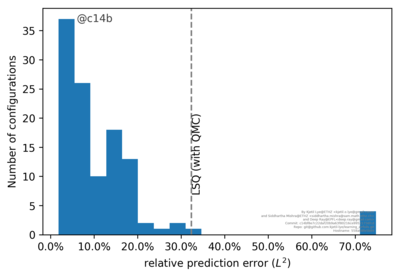 @c14b
35
30
25
20
15
10
5
0
Number of configurations
LSQ (with QMC)
0.0% 10.0% 20.0% 30.0% 40.0% 50.0% 60.0% 70.0%
relative prediction error (L²)